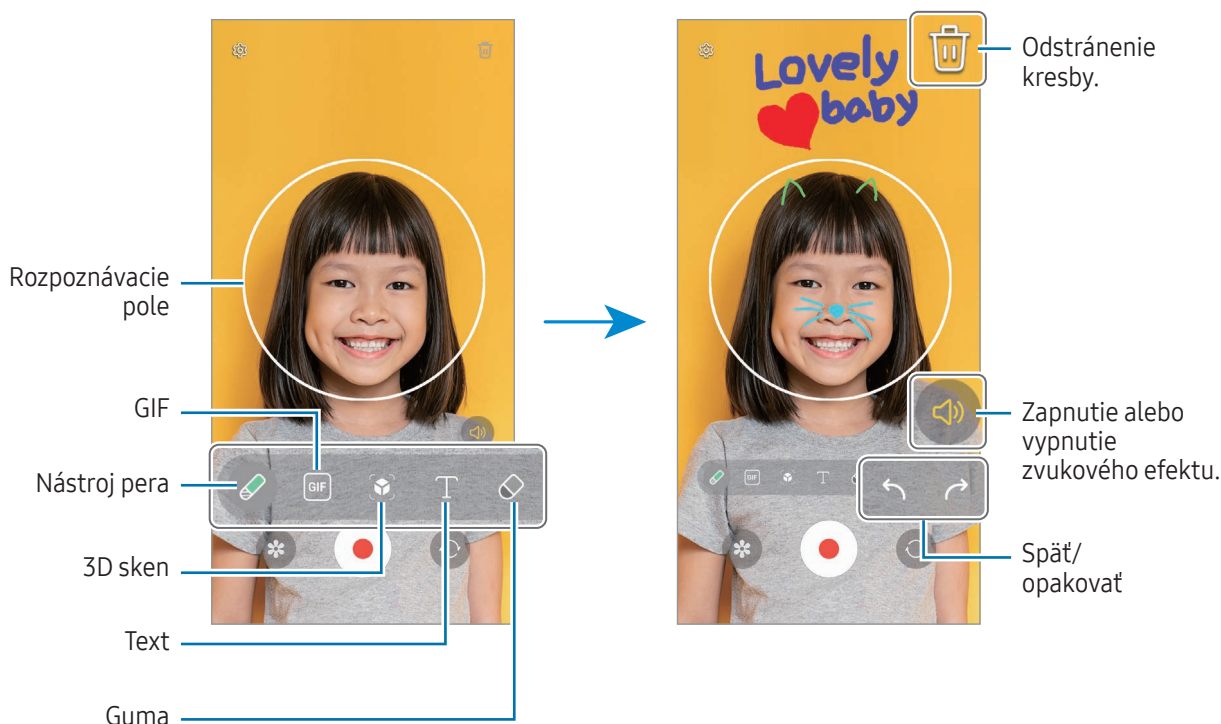 Rozpoznávacie
pole
GIF
Nástroj pera
3D sken
Text
Guma
GIF
T
Lovely
baby
GIF
T
Odstránenie
kresby.
Zapnutie alebo
vypnutie
zvukového efektu.
Späť/
opakovať